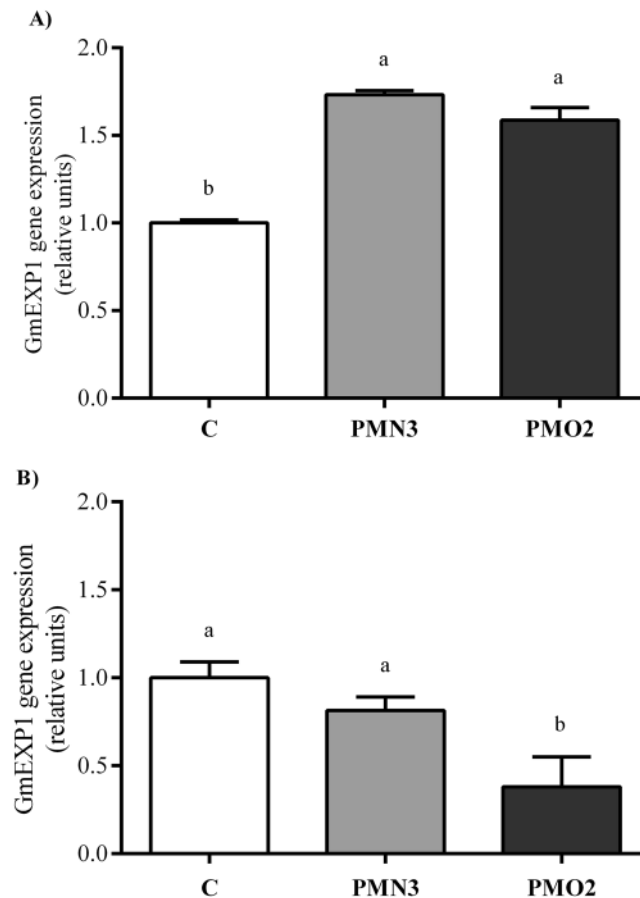 A)
GmEXP1 gene expression
(relative units)
2.0
1.5
1.0
0.5
0.0
b
a
a
C
PMN3
PMO2
B)
GmEXP1 gene expression
(relative units)
2.0
1.5
1.0
0.5
0.0
a
a
b
C
PMN3
PMO2